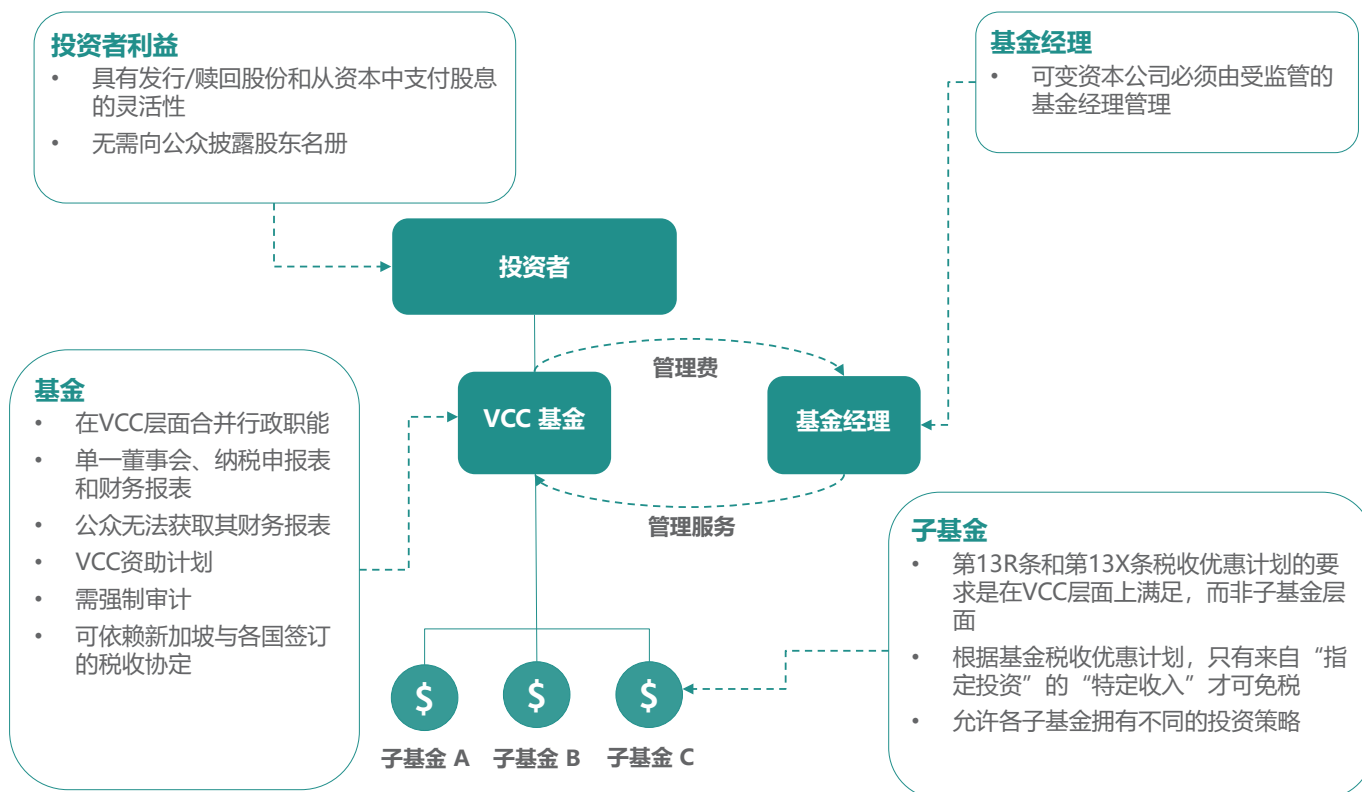 投资者利益
• 具有发行/赎回股份和从资本中支付股息
的灵活性
• 无需向公众披露股东名册
基金经理
• 可变资本公司必须由受监管的
基金经理管理
投资者
管理费
VCC 基金
基金经理
管理服务
基金
• 在VCC层面合并行政职能
• 单一董事会、纳税申报表
和财务报表
• 公众无法获取其财务报表
• VCC资助计划
• 需强制审计
• 可依赖新加坡与各国签订
的税收协定
子基金
• 第13R条和第13X条税收优惠计划的要
求是在VCC层面上满足，而非子基金层
面
• 根据基金税收优惠计划，只有来自“指
定投资”的“特定收入”才可免税
• 允许各子基金拥有不同的投资策略
$ $ $
子基金 A 子基金 B 子基金 C